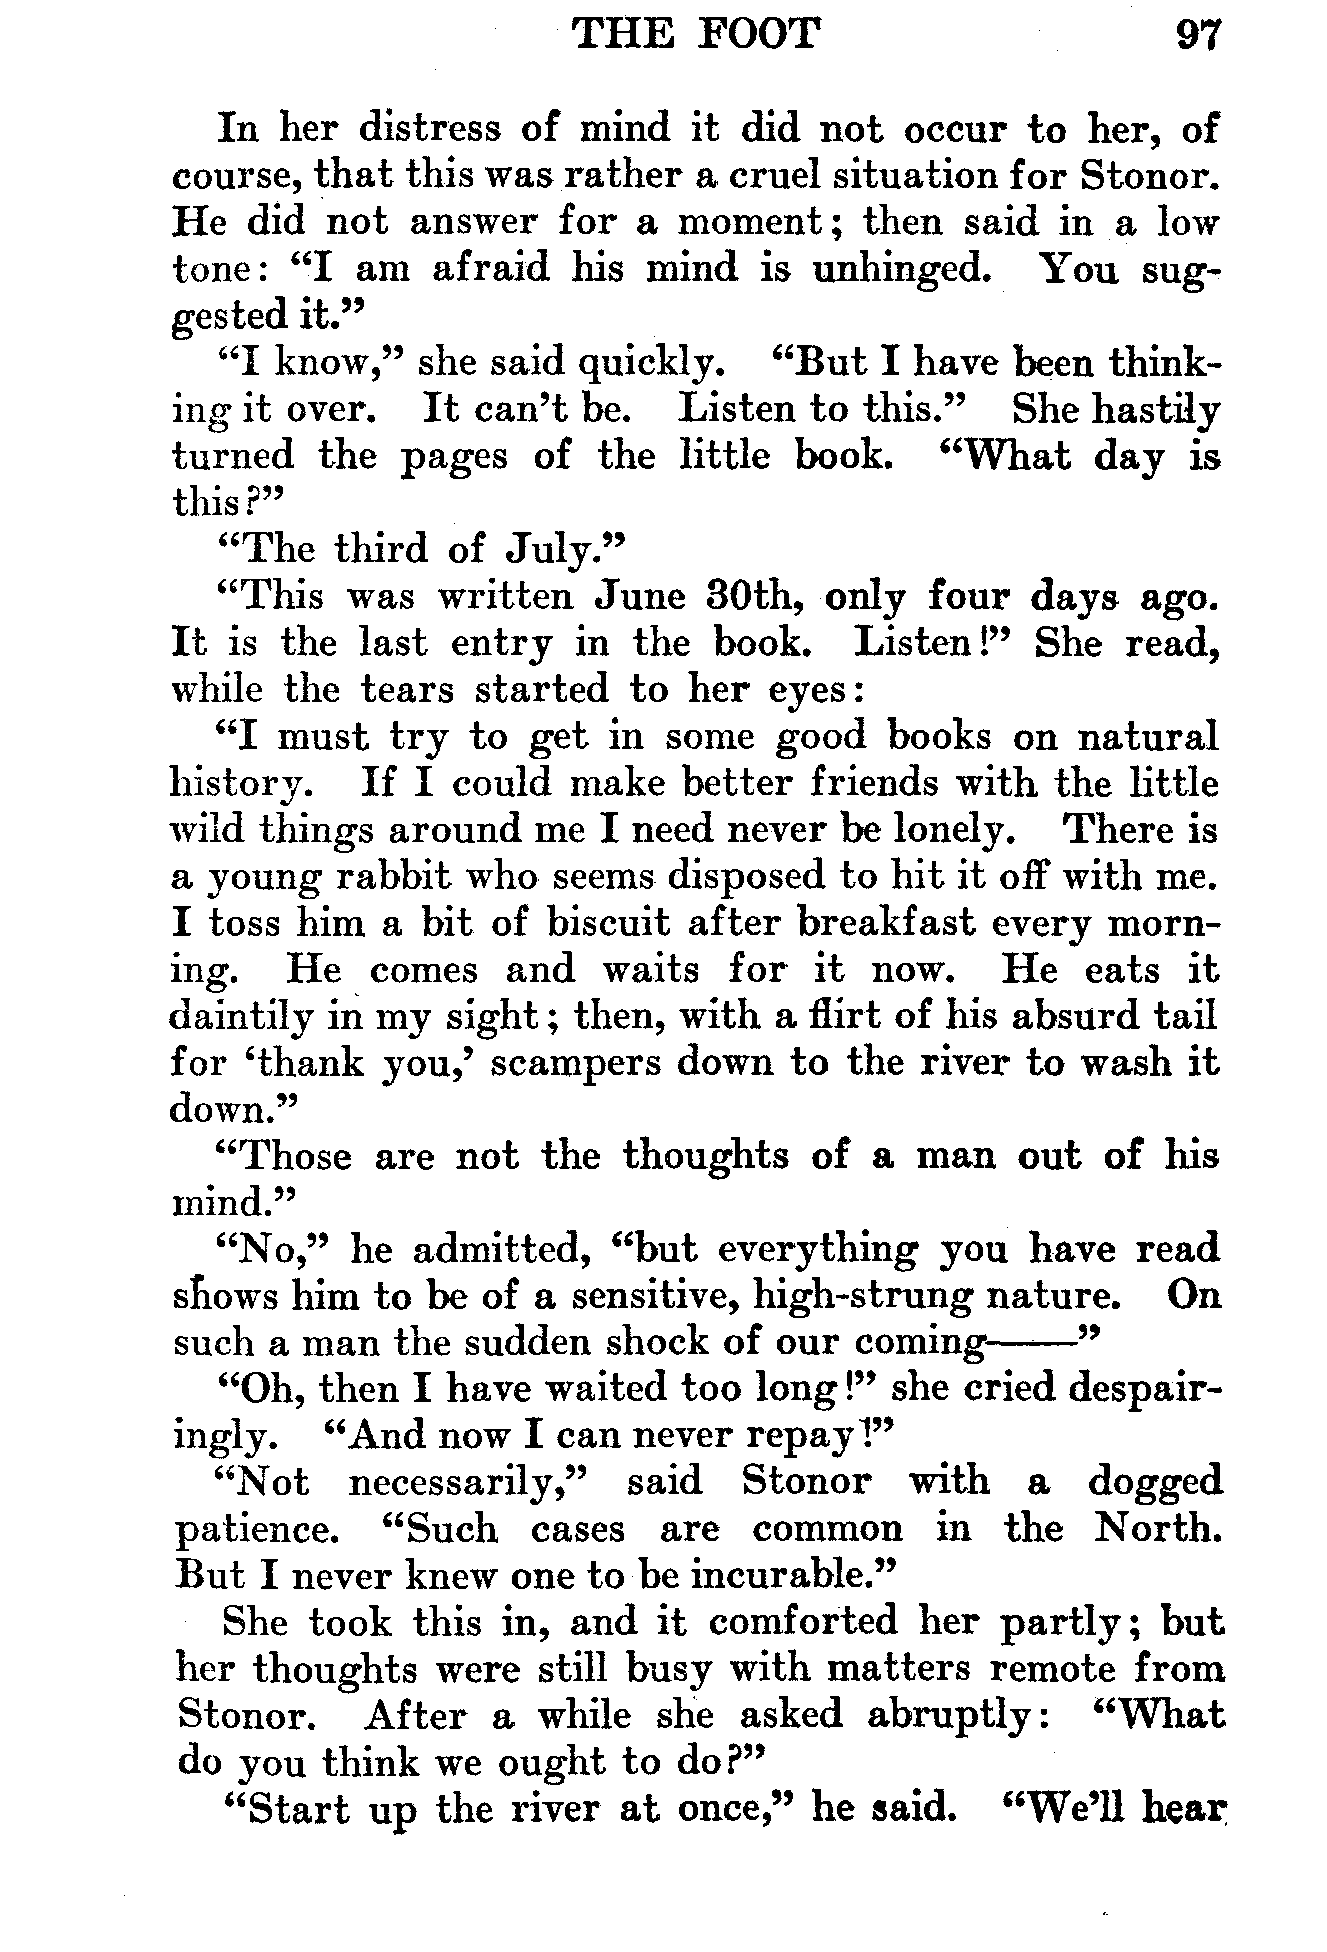 THE FOOT 97
In her distress of mind it did not occur to her, of
course, that this was rather a cruel situation for Stonor.
He did not answer for a moment; then said in a low
tone: “I am afraid his mind is unhinged. You sug-
gested it.”
“I know,” she said quickly. “But I have been think-
ing it over. It can’t be. Listen to this.” She hastily
turned the pages of the little book. “What day is
this?”
“The third of July.”
“This was written June 30th, only four days ago.
It is the last entry in the book. Listen!” She read,
while the tears started to her eyes:
“I must try to get in some good books on natural
history. If I could make better friends with the little
wild things around me I need never be lonely. There is
a young rabbit who seems disposed to hit it off with me.
I toss him a bit of biscuit after breakfast every morn-
ing. He comes and waits for it now. He eats it
daintily in my sight; then, with a flirt of his absurd tail
for ‘thank you,’ scampers down to the river to wash it
down.”
“Those are not the thoughts of a man out of his
mind.”
“No,” he admitted, “but everything you have read
shows him to be of a sensitive, high-strung nature. On
such a man the sudden shock of our coming——”
“Oh, then I have waited too long!” she cried despair-
ingly. “And now I can never repay!”
“Not necessarily,” said Stonor with a dogged
patience. “Such cases are common in the North.
But I never knew one to be incurable.”
She took this in, and it comforted her partly; but
her thoughts were still busy with matters remote from
Stonor. After a while she asked abruptly: “What
do you think we ought to do?”
“Start up the river at once,” he said. “We’ll hear